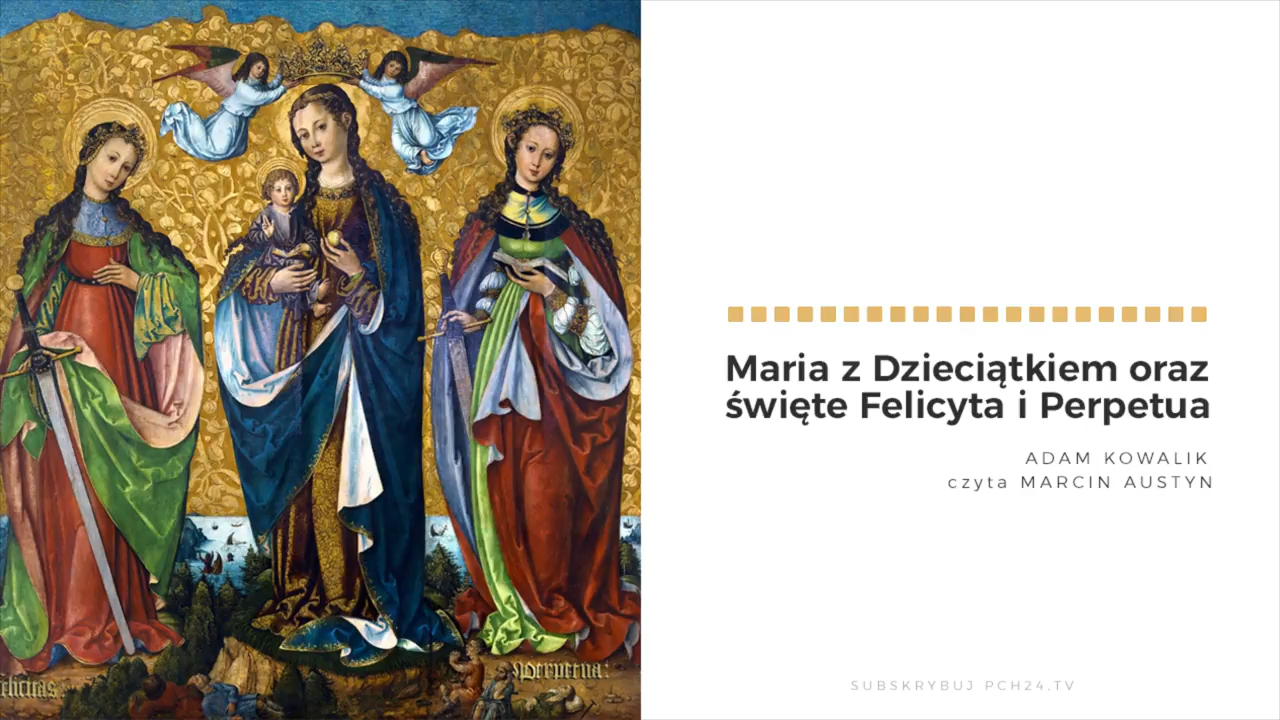 Maria z Dzieciątkiem oraz
święte Felicyta i Perpetua
ADAM KOWALIK
czyta MARCIN AUSTYN
SUBSKRYBUJ PCH24.TV
elicitas:
Perpetua: